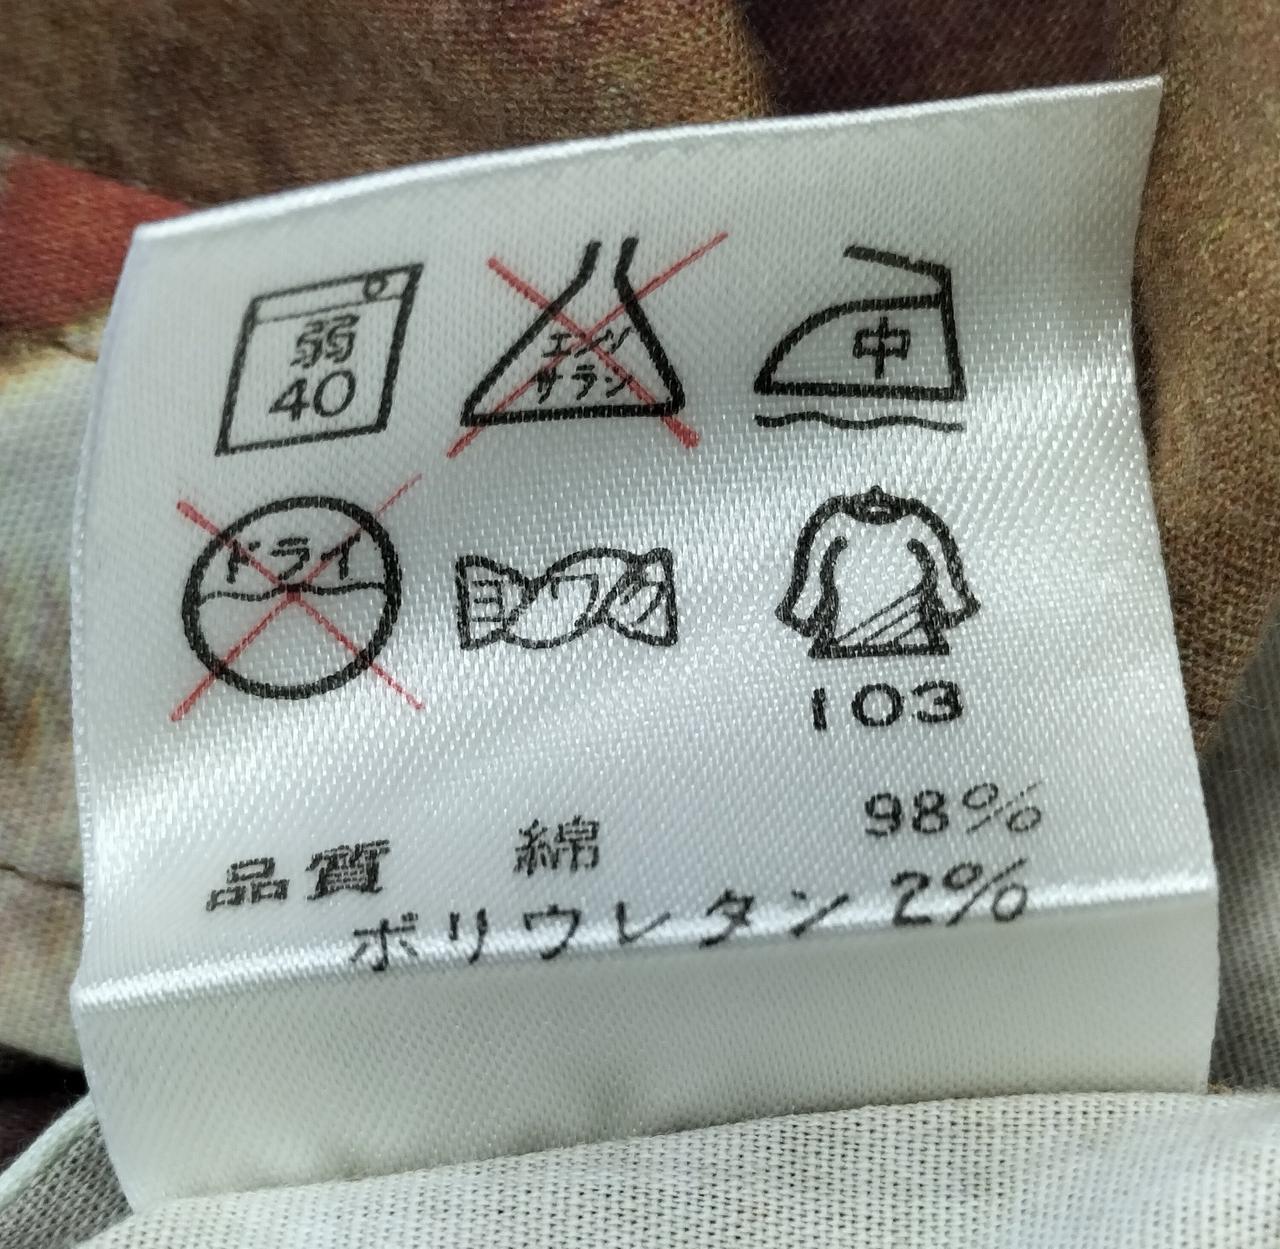 弱
40
エンソ
サラシ
中
ドライ
ヨワク
103
品質 綿 98%
ポリウレタン 2%